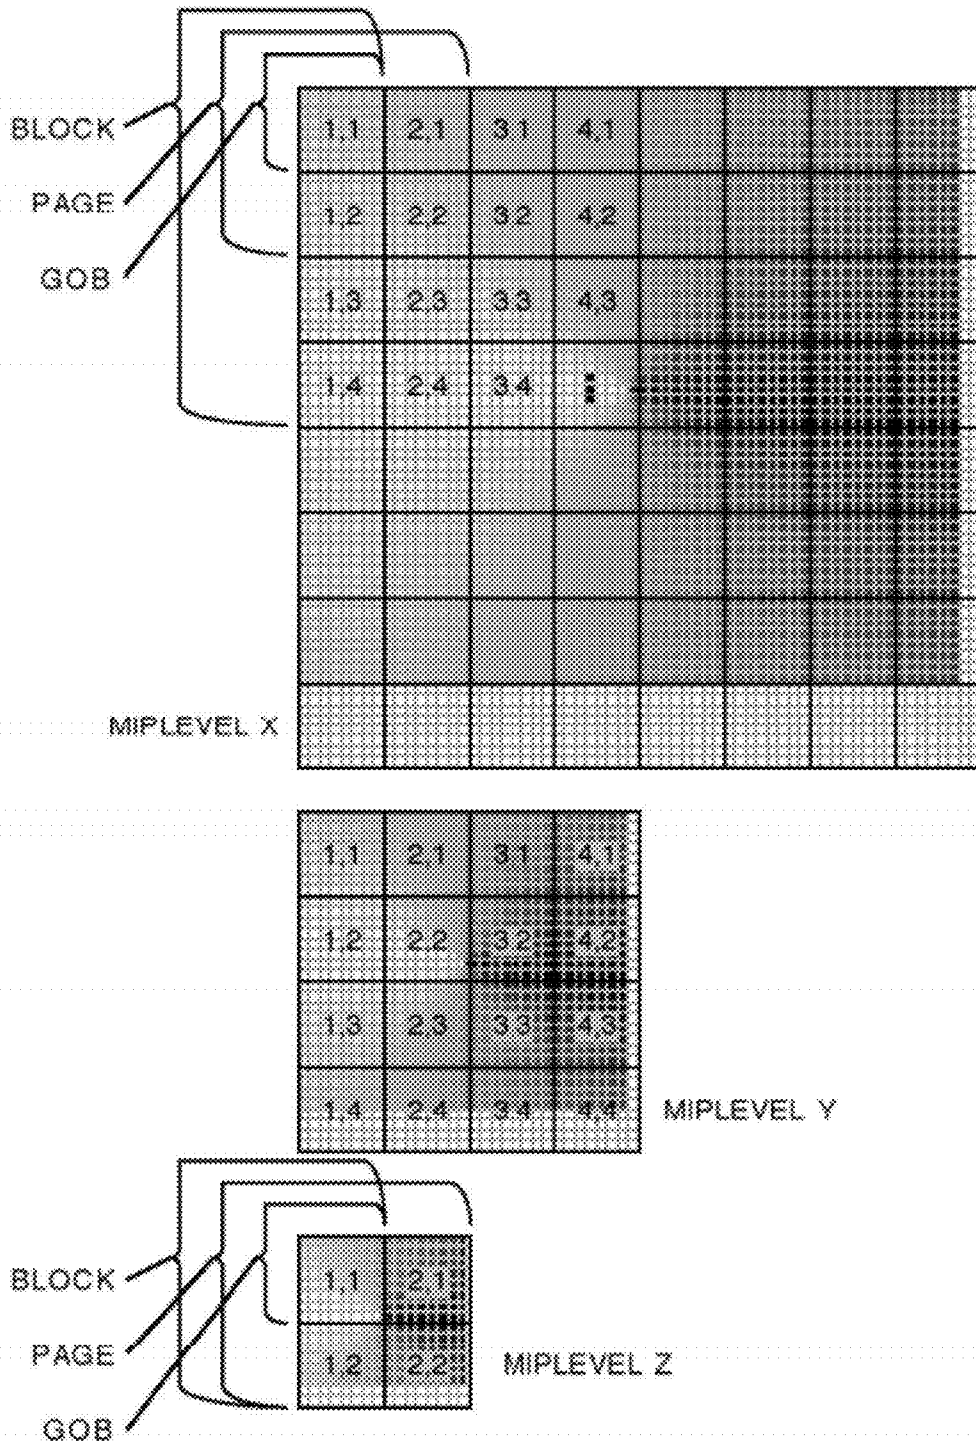 BLOCK
PAGE
GOB
1,1 2,1 3,1 4,1
1,2 2,2 3,2 4,2
1,3 2,3 3,3 4,3
1,4 2,4 3,4
MIPLEVEL X
1,1 2,1 3,1 4,1
1,2 2,2 3,2 4,2
1,3 2,3 3,3 4,3
1,4 2,4 3,4 4,4
MIPLEVEL Y
BLOCK
PAGE
GOB
1,1 2,1
1,2 2,2
MIPLEVEL Z